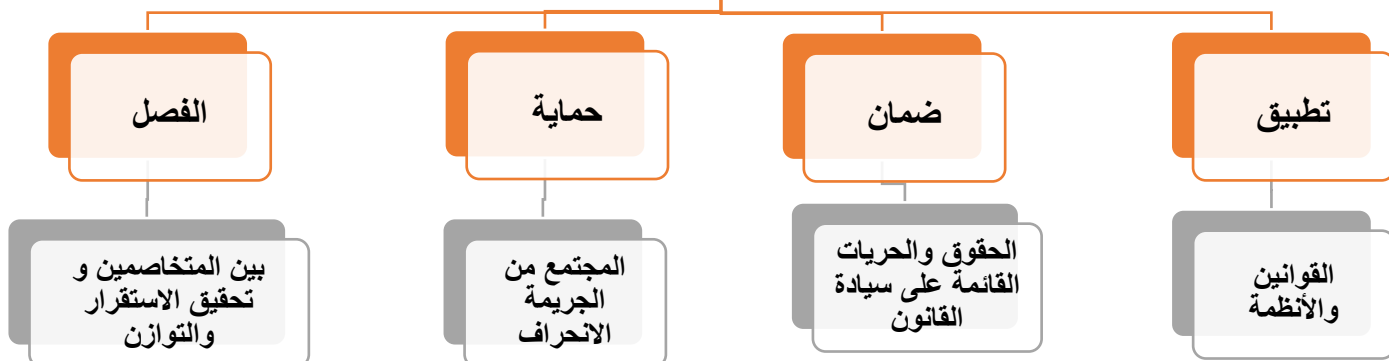 تطبيق
ضمان
حماية
الفصل
القوانين
والأنظمة
الحقوق والحريات
القائمة على سيادة
القانون
المجتمع من
الجريمة
الانحراف
بين المتخاصمين و
تحقيق الاستقرار
والتوازن